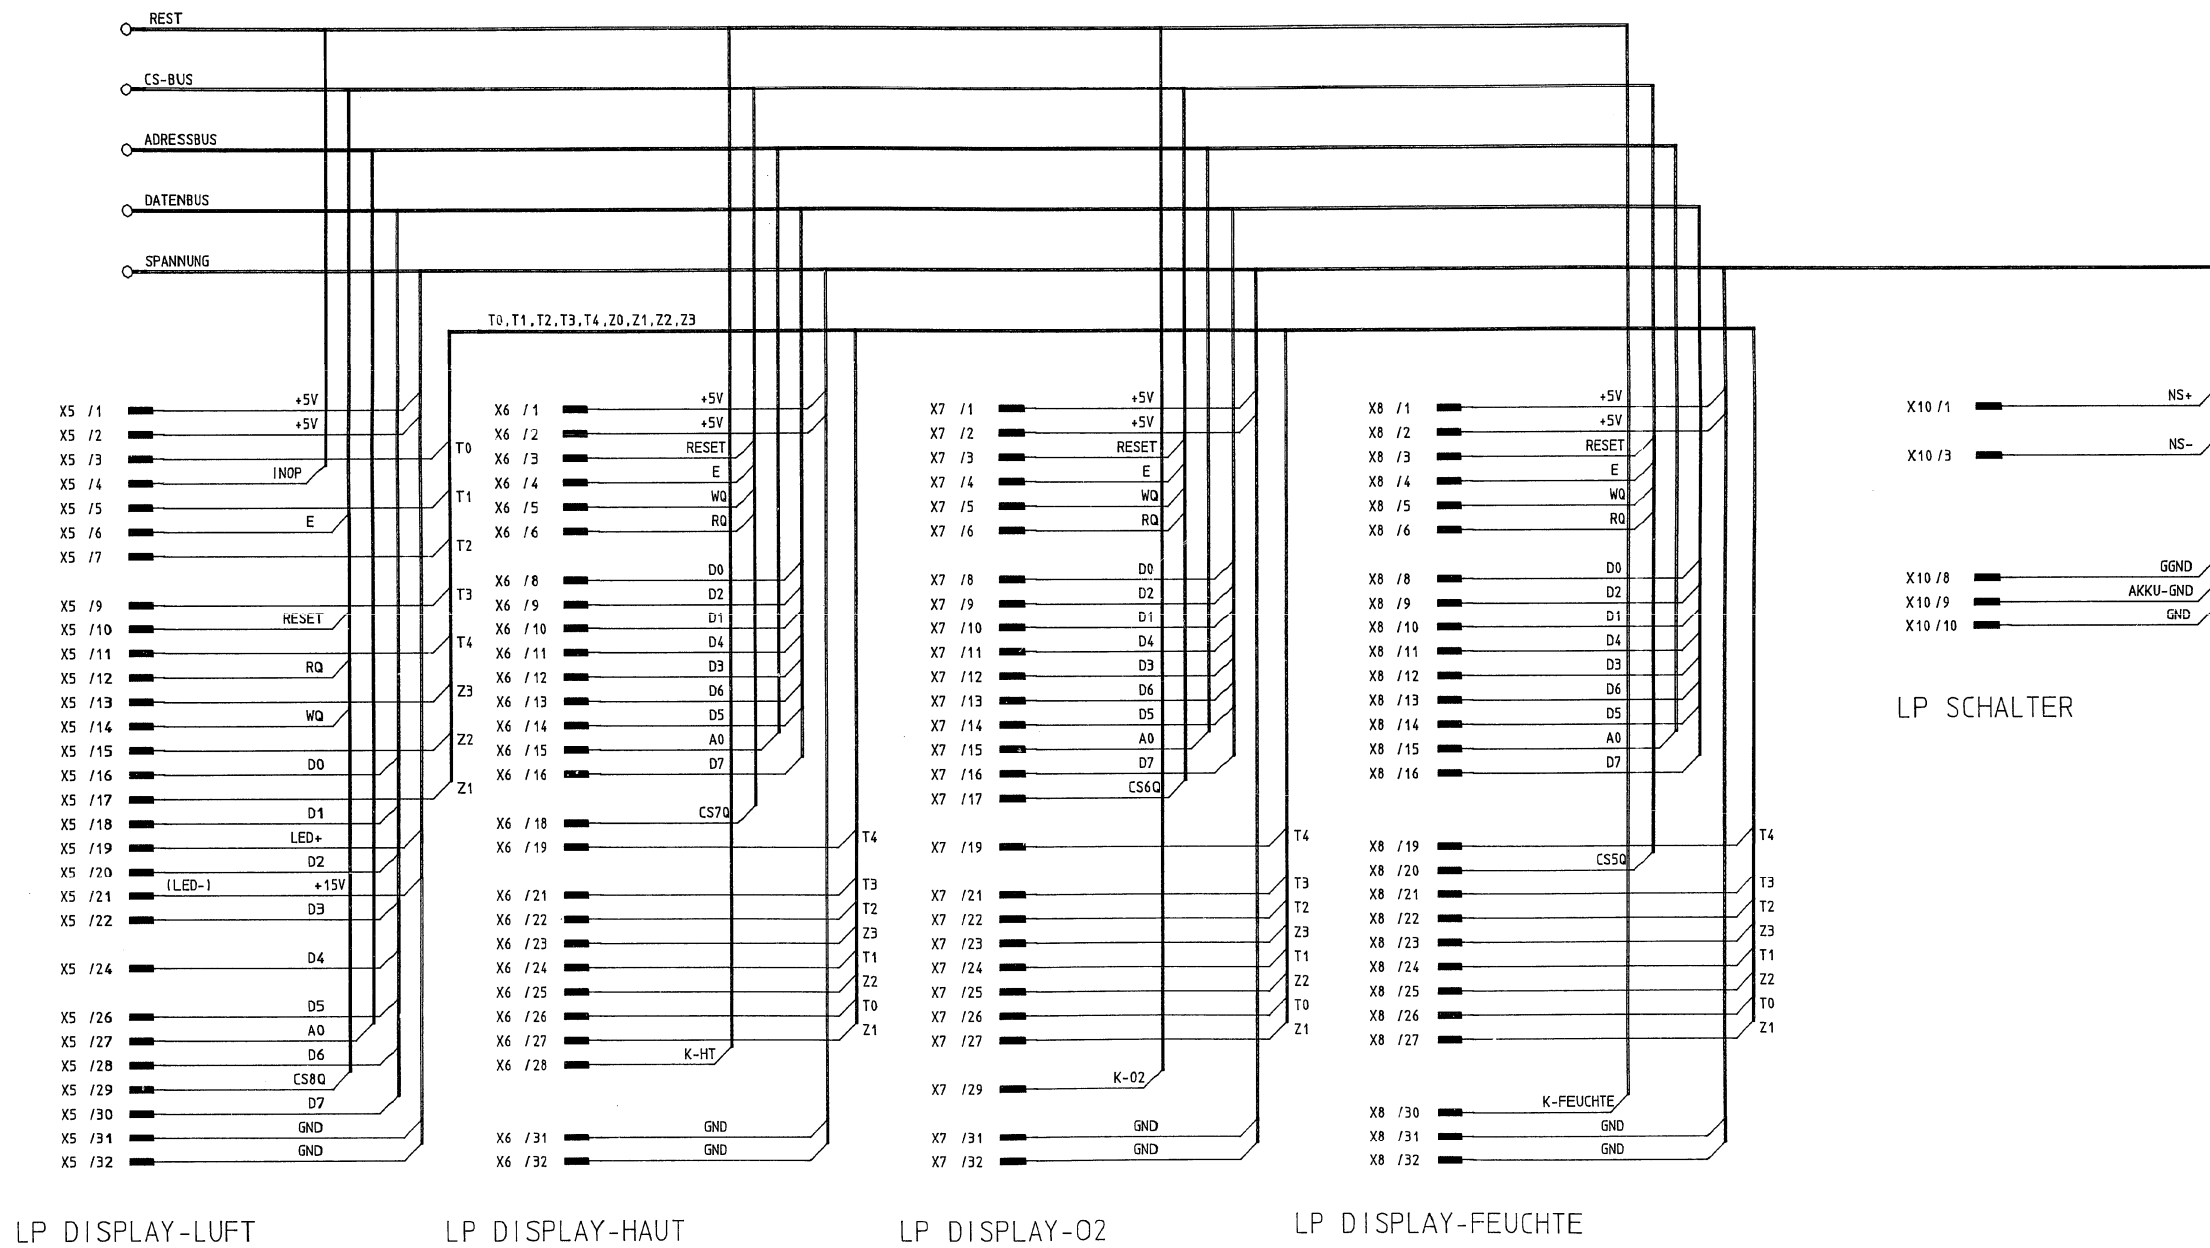 REST
CS-BUS
ADRESSBUS
DATENBUS
SPANNUNG
T0,T1,T2,T3,T4,Z0,Z1,Z2,Z3
X5 /1 +5V
X5 /2 +5V
X5 /3 T0
X5 /4 INOP
X5 /5 T1
X5 /6 E
X5 /7 T2
X5 /9 T3
X5 /10 RESET
X5 /11 T4
X5 /12 RQ
X5 /13 Z3
X5 /14 WQ
X5 /15 Z2
X5 /16 D0
X5 /17 Z1
X5 /18 D1
X5 /19 LED+
X5 /20 D2
X5 /21 (LED-) +15V
X5 /22 D3
X5 /24 D4
X5 /26 D5
X5 /27 A0
X5 /28 D6
X5 /29 CS8Q
X5 /30 D7
X5 /31 GND
X5 /32 GND
LP DISPLAY-LUFT
X6 /1 +5V
X6 /2 +5V
X6 /3 RESET
X6 /4 E
X6 /5 WQ
X6 /6 RQ
X6 /8 D0
X6 /9 D2
X6 /10 D1
X6 /11 D4
X6 /12 D3
X6 /13 D6
X6 /14 D5
X6 /15 A0
X6 /16 D7
X6 /18 CS7Q
X6 /19 T4
X6 /21 T3
X6 /22 T2
X6 /23 Z3
X6 /24 T1
X6 /25 Z2
X6 /26 T0
X6 /27 Z1
X6 /28 K-HT
X6 /31 GND
X6 /32 GND
LP DISPLAY-HAUT
X7 /1 +5V
X7 /2 +5V
X7 /3 RESET
X7 /4 E
X7 /5 WQ
X7 /6 RQ
X7 /8 D0
X7 /9 D2
X7 /10 D1
X7 /11 D4
X7 /12 D3
X7 /13 D6
X7 /14 D5
X7 /15 A0
X7 /16 D7
X7 /17 CS6Q
X7 /19 T4
X7 /21 T3
X7 /22 T2
X7 /23 Z3
X7 /24 T1
X7 /25 Z2
X7 /26 T0
X7 /27 Z1
X7 /29 K-O2
X7 /31 GND
X7 /32 GND
LP DISPLAY-O2
X8 /1 +5V
X8 /2 +5V
X8 /3 RESET
X8 /4 E
X8 /5 WQ
X8 /6 RQ
X8 /8 D0
X8 /9 D2
X8 /10 D1
X8 /11 D4
X8 /12 D3
X8 /13 D6
X8 /14 D5
X8 /15 A0
X8 /16 D7
X8 /19 T4
X8 /20 CS5Q
X8 /21 T3
X8 /22 T2
X8 /23 Z3
X8 /24 T1
X8 /25 Z2
X8 /26 T0
X8 /27 Z1
X8 /30 K-FEUCHTE
X8 /31 GND
X8 /32 GND
LP DISPLAY-FEUCHTE
X10 /1 NS+
X10 /3 NS-
X10 /8 GGND
X10 /9 AKKU-GND
X10 /10 GND
LP SCHALTER